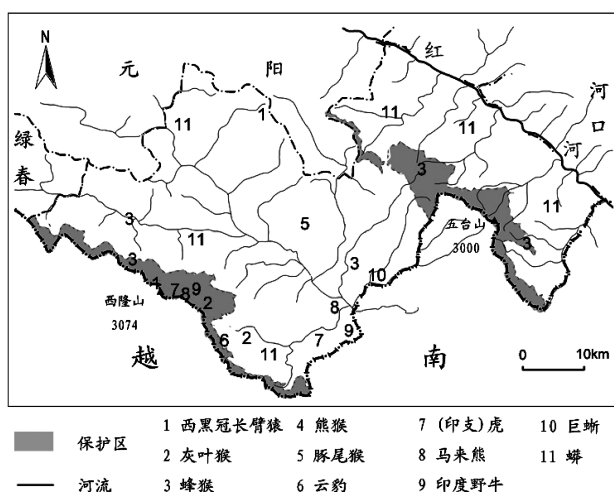 N
元 阳
红
河
口
河
绿
春
11
1
11
11
3
11
5
3
11
3
五台山
3000
3
3
10
西隆山
3074
7
8
9
2
8
9
7
6
2
11
越 南
0 10km
保护区
河流
1 西黑冠长臂猿 4 熊猴 7 (印支)虎 10 巨蜥
2 灰叶猴 5 豚尾猴 8 马来熊 11 蟒
3 蜂猴 6 云豹 9 印度野牛